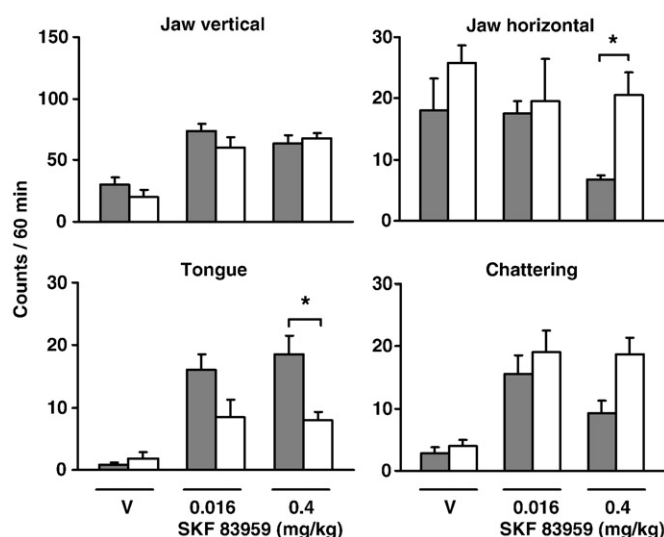 Jaw vertical
150
100
50
0
Jaw horizontal
30
20
10
0
*
Counts / 60 min
Tongue
30
20
10
0
*
V
0.016
0.4
SKF 83959 (mg/kg)
Chattering
30
20
10
0
V
0.016
0.4
SKF 83959 (mg/kg)